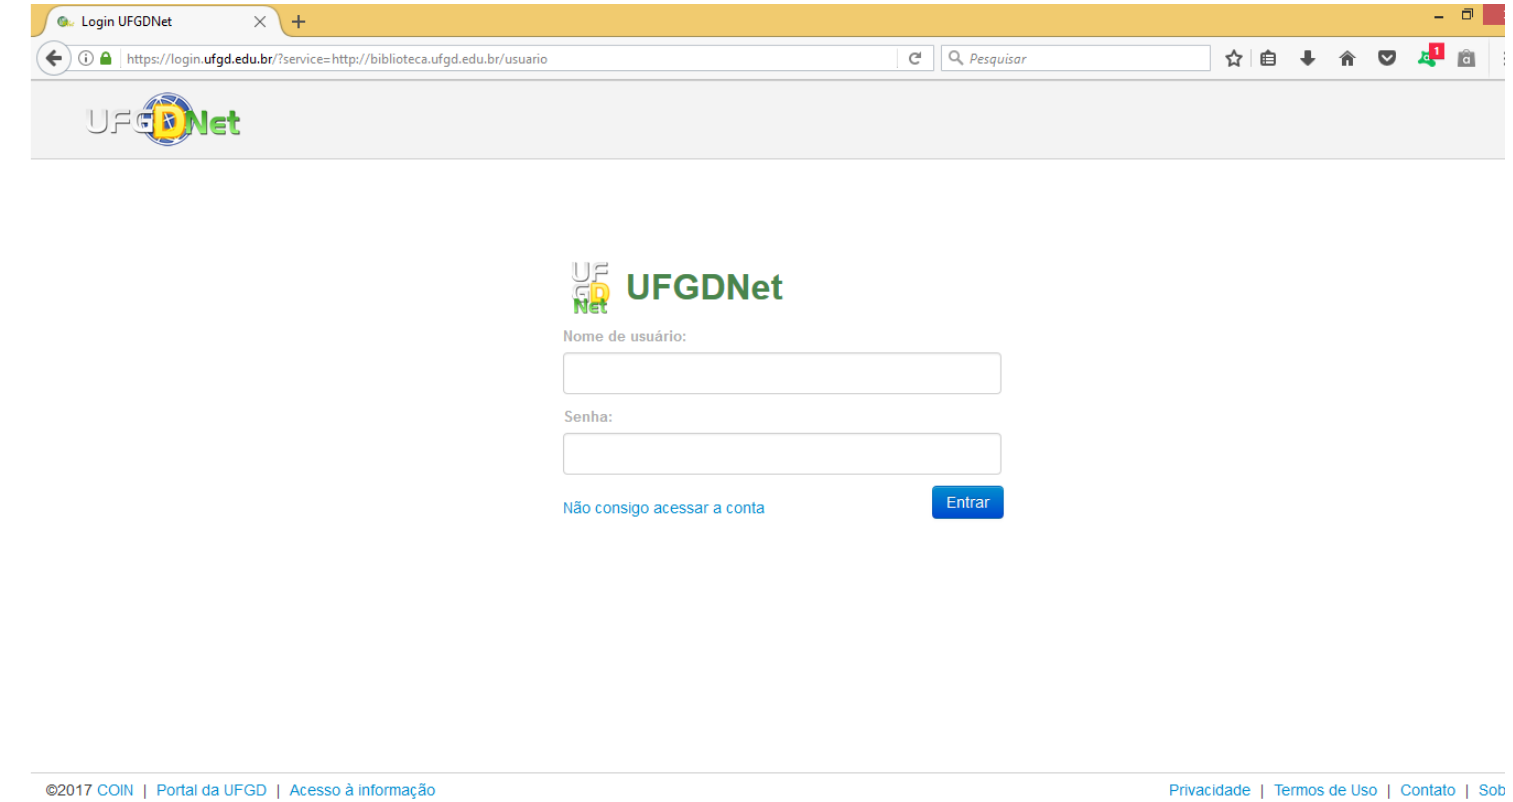 Login UFGDNet
https://login.ufgd.edu.br/?service=http://biblioteca.ufgd.edu.br/usuario
Pesquisar
1
UFGDNet
UFGDNet
UFGDNet
Nome de usuário:
Senha:
Não consigo acessar a conta
Entrar
©2017 COIN | Portal da UFGD | Acesso à informação
Privacidade | Termos de Uso | Contato | Sob